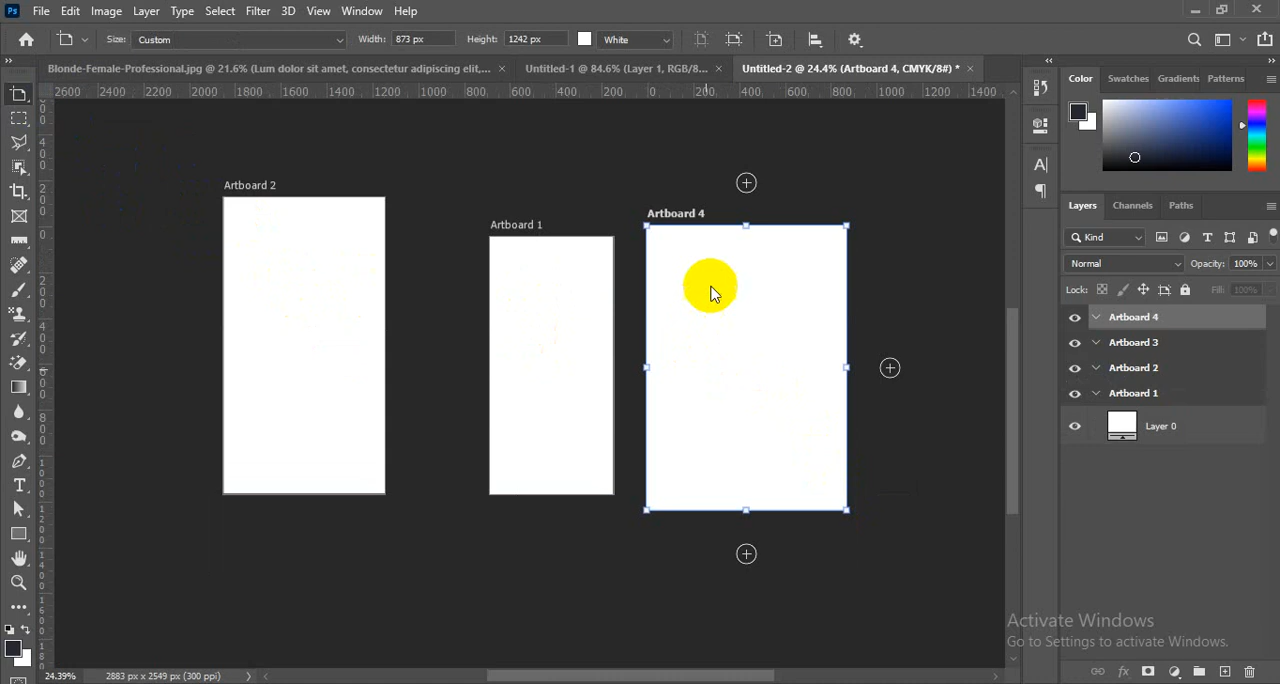 Ps File Edit Image Layer Type Select Filter 3D View Window Help
Size: Custom Width: 873 px Height: 1242 px White
Blonde-Female-Professional.jpg @ 21.6% (Lum dolor sit amet, consectetur adipiscing elit,... × Untitled-1 @ 84.6% (Layer 1, RGB/8... × Untitled-2 @ 24.4% (Artboard 4, CMYK/8#) * ×
2600 2400 2200 2000 1800 1600 1400 1200 1000 800 600 400 200 0 200 400 600 800 1000 1200 1400
Color Swatches Gradients Patterns
Artboard 2
Artboard 1
Artboard 4
Layers Channels Paths
Kind
Normal Opacity: 100%
Lock: Fill: 100%
Artboard 4
Artboard 3
Artboard 2
Artboard 1
Layer 0
Activate Windows
Go to Settings to activate Windows.
24.39% 2883 px x 2549 px (300 ppi)